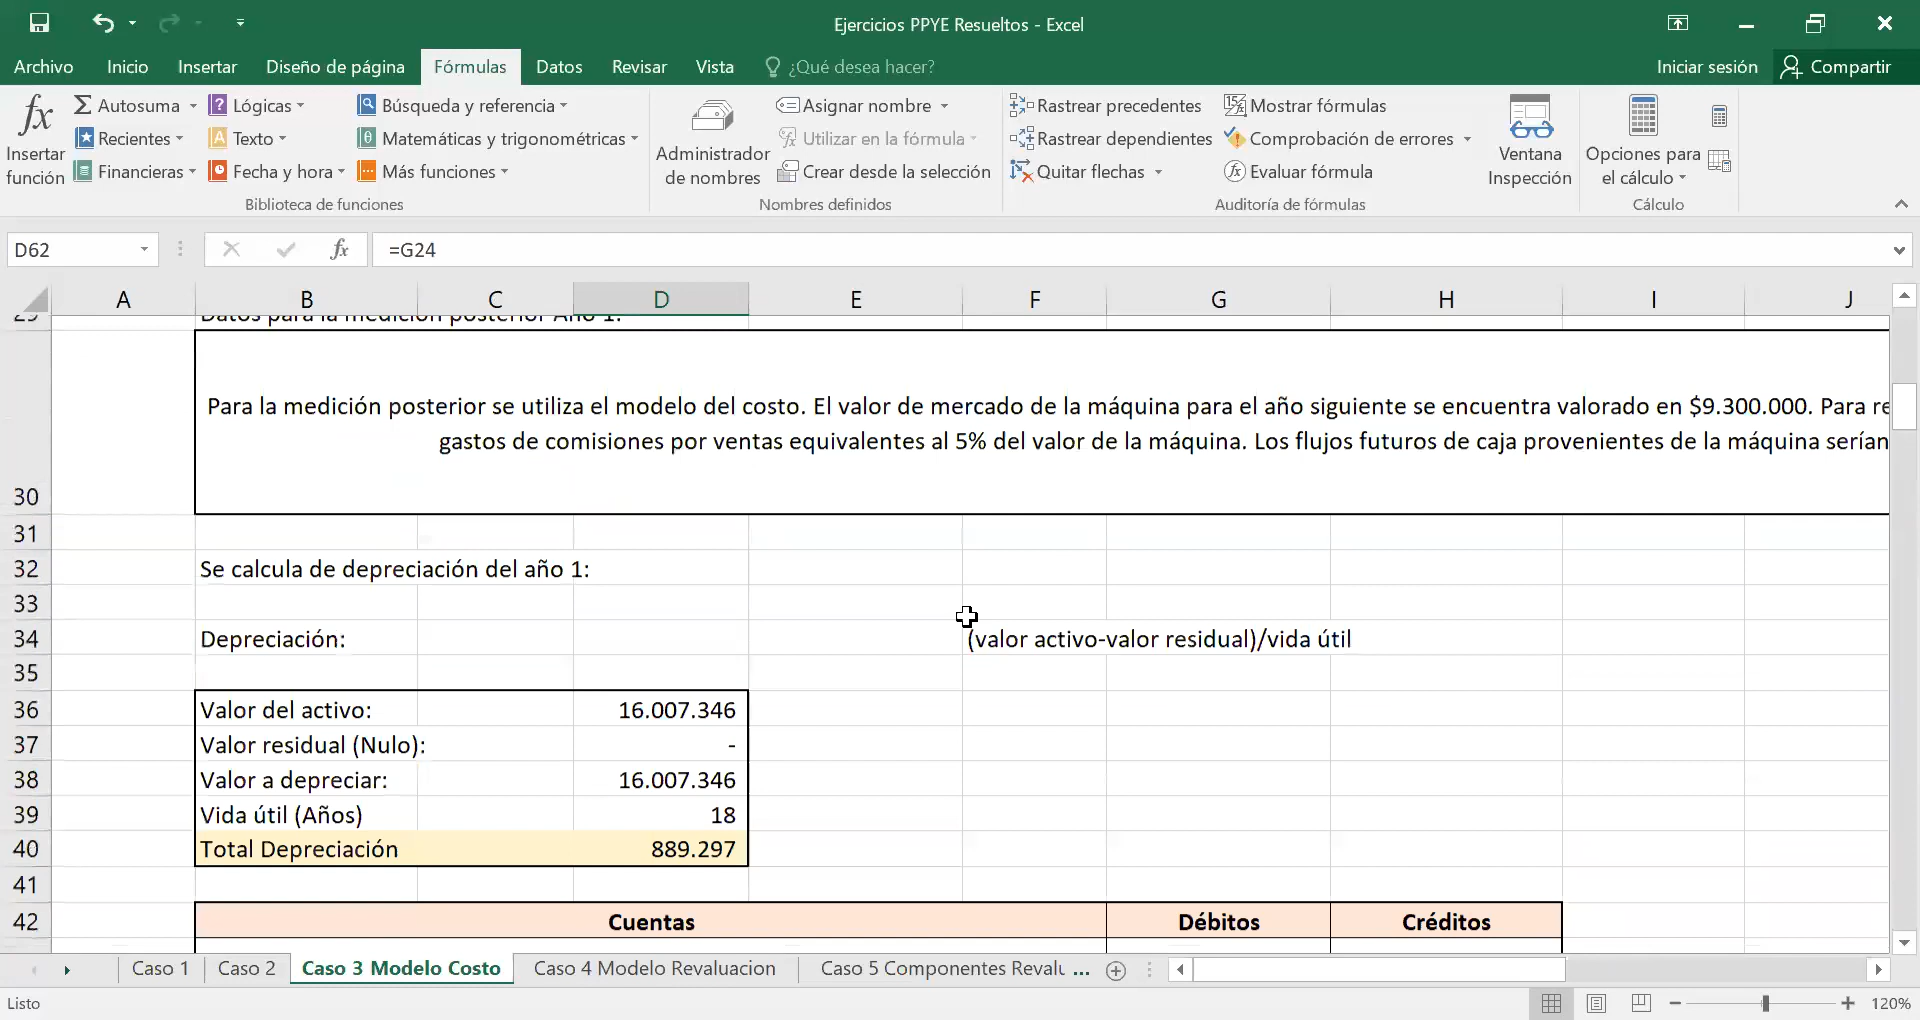 Ejercicios PPYE Resueltos - Excel
Archivo Inicio Insertar Diseño de página Fórmulas Datos Revisar Vista ¿Qué desea hacer? Iniciar sesión Compartir
fx Insertar función
Autosuma
Recientes
Financieras
Lógicas
Texto
Fecha y hora
Búsqueda y referencia
Matemáticas y trigonométricas
Más funciones
Biblioteca de funciones
Administrador de nombres
Asignar nombre
Utilizar en la fórmula
Crear desde la selección
Nombres definidos
Rastrear precedentes
Rastrear dependientes
Quitar flechas
Mostrar fórmulas
Comprobación de errores
Evaluar fórmula
Auditoría de fórmulas
Ventana Inspección
Opciones para el cálculo
Cálculo
D62 fx =G24
A B C D E F G H I J
29 Datos para la medición posterior Año 1:
Para la medición posterior se utiliza el modelo del costo. El valor de mercado de la máquina para el año siguiente se encuentra valorado en $9.300.000. Para re
gastos de comisiones por ventas equivalentes al 5% del valor de la máquina. Los flujos futuros de caja provenientes de la máquina serían
30
31
32 Se calcula de depreciación del año 1:
33
34 Depreciación: (valor activo-valor residual)/vida útil
35
36 Valor del activo: 16.007.346
37 Valor residual (Nulo): -
38 Valor a depreciar: 16.007.346
39 Vida útil (Años) 18
40 Total Depreciación 889.297
41
42 Cuentas Débitos Créditos
Caso 1 Caso 2 Caso 3 Modelo Costo Caso 4 Modelo Revaluacion Caso 5 Componentes Revalu ...
Listo 120%